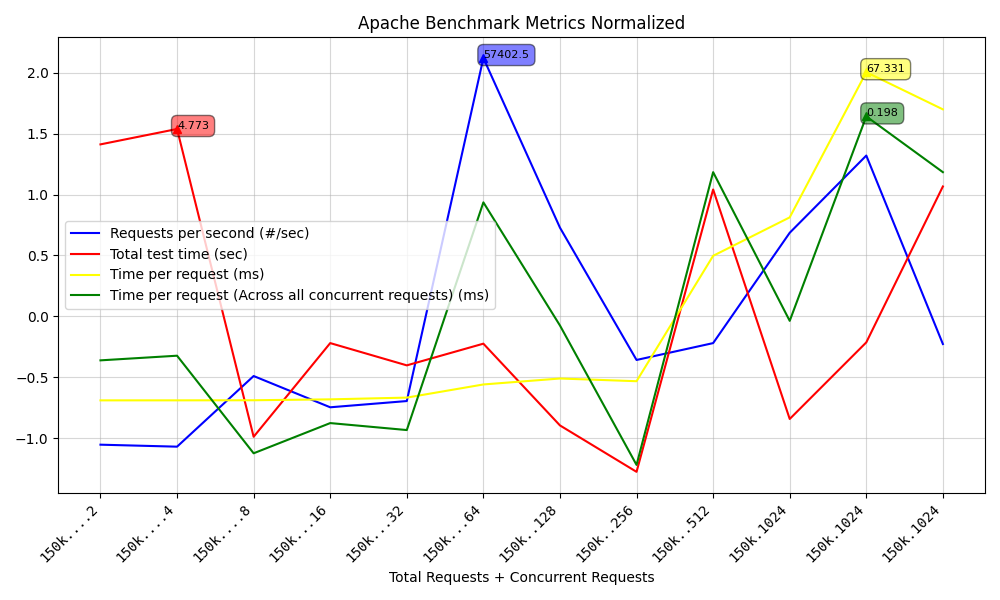 Apache Benchmark Metrics Normalized
57402.5
67.331
0.198
4.773
2.0
1.5
1.0
0.5
0.0
−0.5
−1.0
Requests per second (#/sec)
Total test time (sec)
Time per request (ms)
Time per request (Across all concurrent requests) (ms)
150k....2
150k....4
150k....8
150k...16
150k...32
150k...64
150k..128
150k..256
150k..512
150k.1024
150k.1024
150k.1024
Total Requests + Concurrent Requests